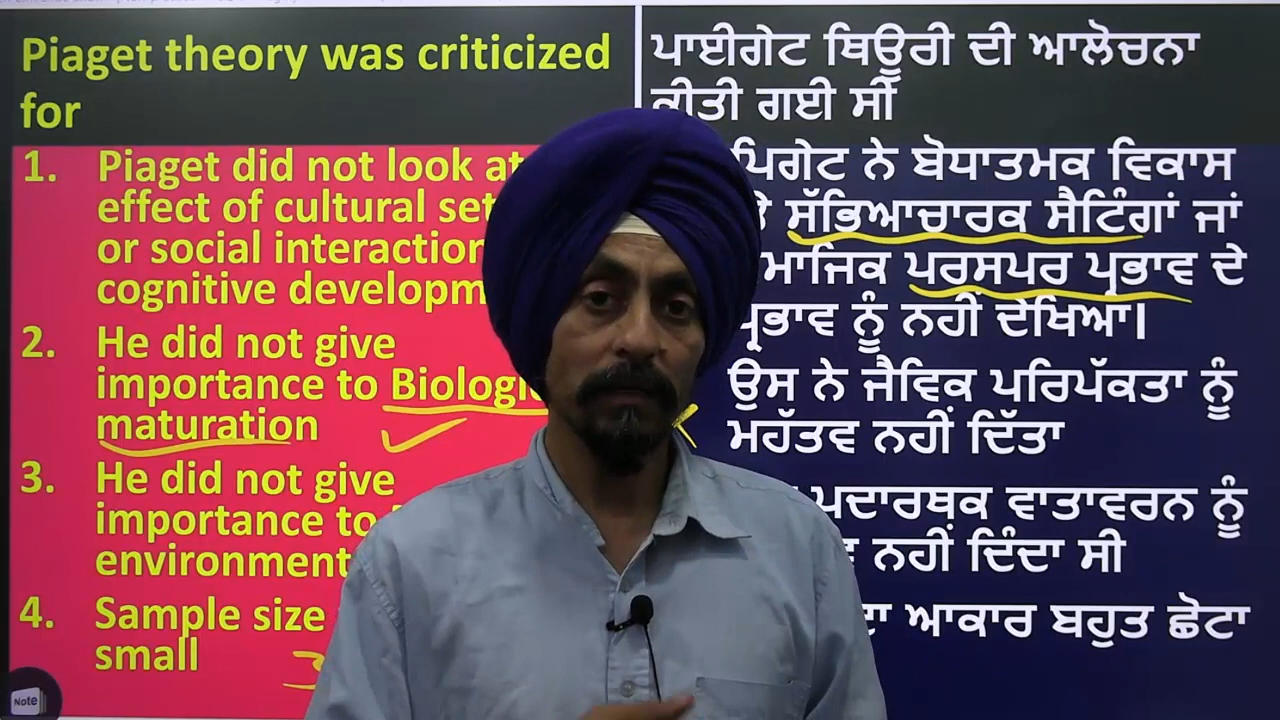 Piaget theory was criticized
for
1. Piaget did not look at
effect of cultural
or social interaction
cognitive
2. He did not give
importance to
maturation
3. He did not give
importance to
environment
4. Sample size
small
ਪਾਈਗੇਟ ਥਿਊਰੀ ਦੀ ਆਲੋਚਨਾ
ਕੀਤੀ ਗਈ ਸੀ
ਪਿਗੇਟ ਨੇ ਬੋਧਾਤਮਕ ਵਿਕਾਸ
ਸੱਭਿਆਚਾਰਕ ਸੈਟਿੰਗਾਂ ਜਾਂ
ਪਰਸਪਰ ਪ੍ਰਭਾਵ ਦੇ
ਪ੍ਰਭਾਵ ਨੂੰ ਨਹੀਂ ਦੇਖਿਆ।
ਉਸ ਨੇ ਜੈਵਿਕ ਪਰਿਪੱਕਤਾ ਨੂੰ
ਮਹੱਤਵ ਨਹੀਂ ਦਿੱਤਾ
ਪਦਾਰਥਕ ਵਾਤਾਵਰਨ ਨੂੰ
ਨਹੀਂ ਦਿੰਦਾ ਸੀ
ਆਕਾਰ ਬਹੁਤ ਛੋਟਾ
Note